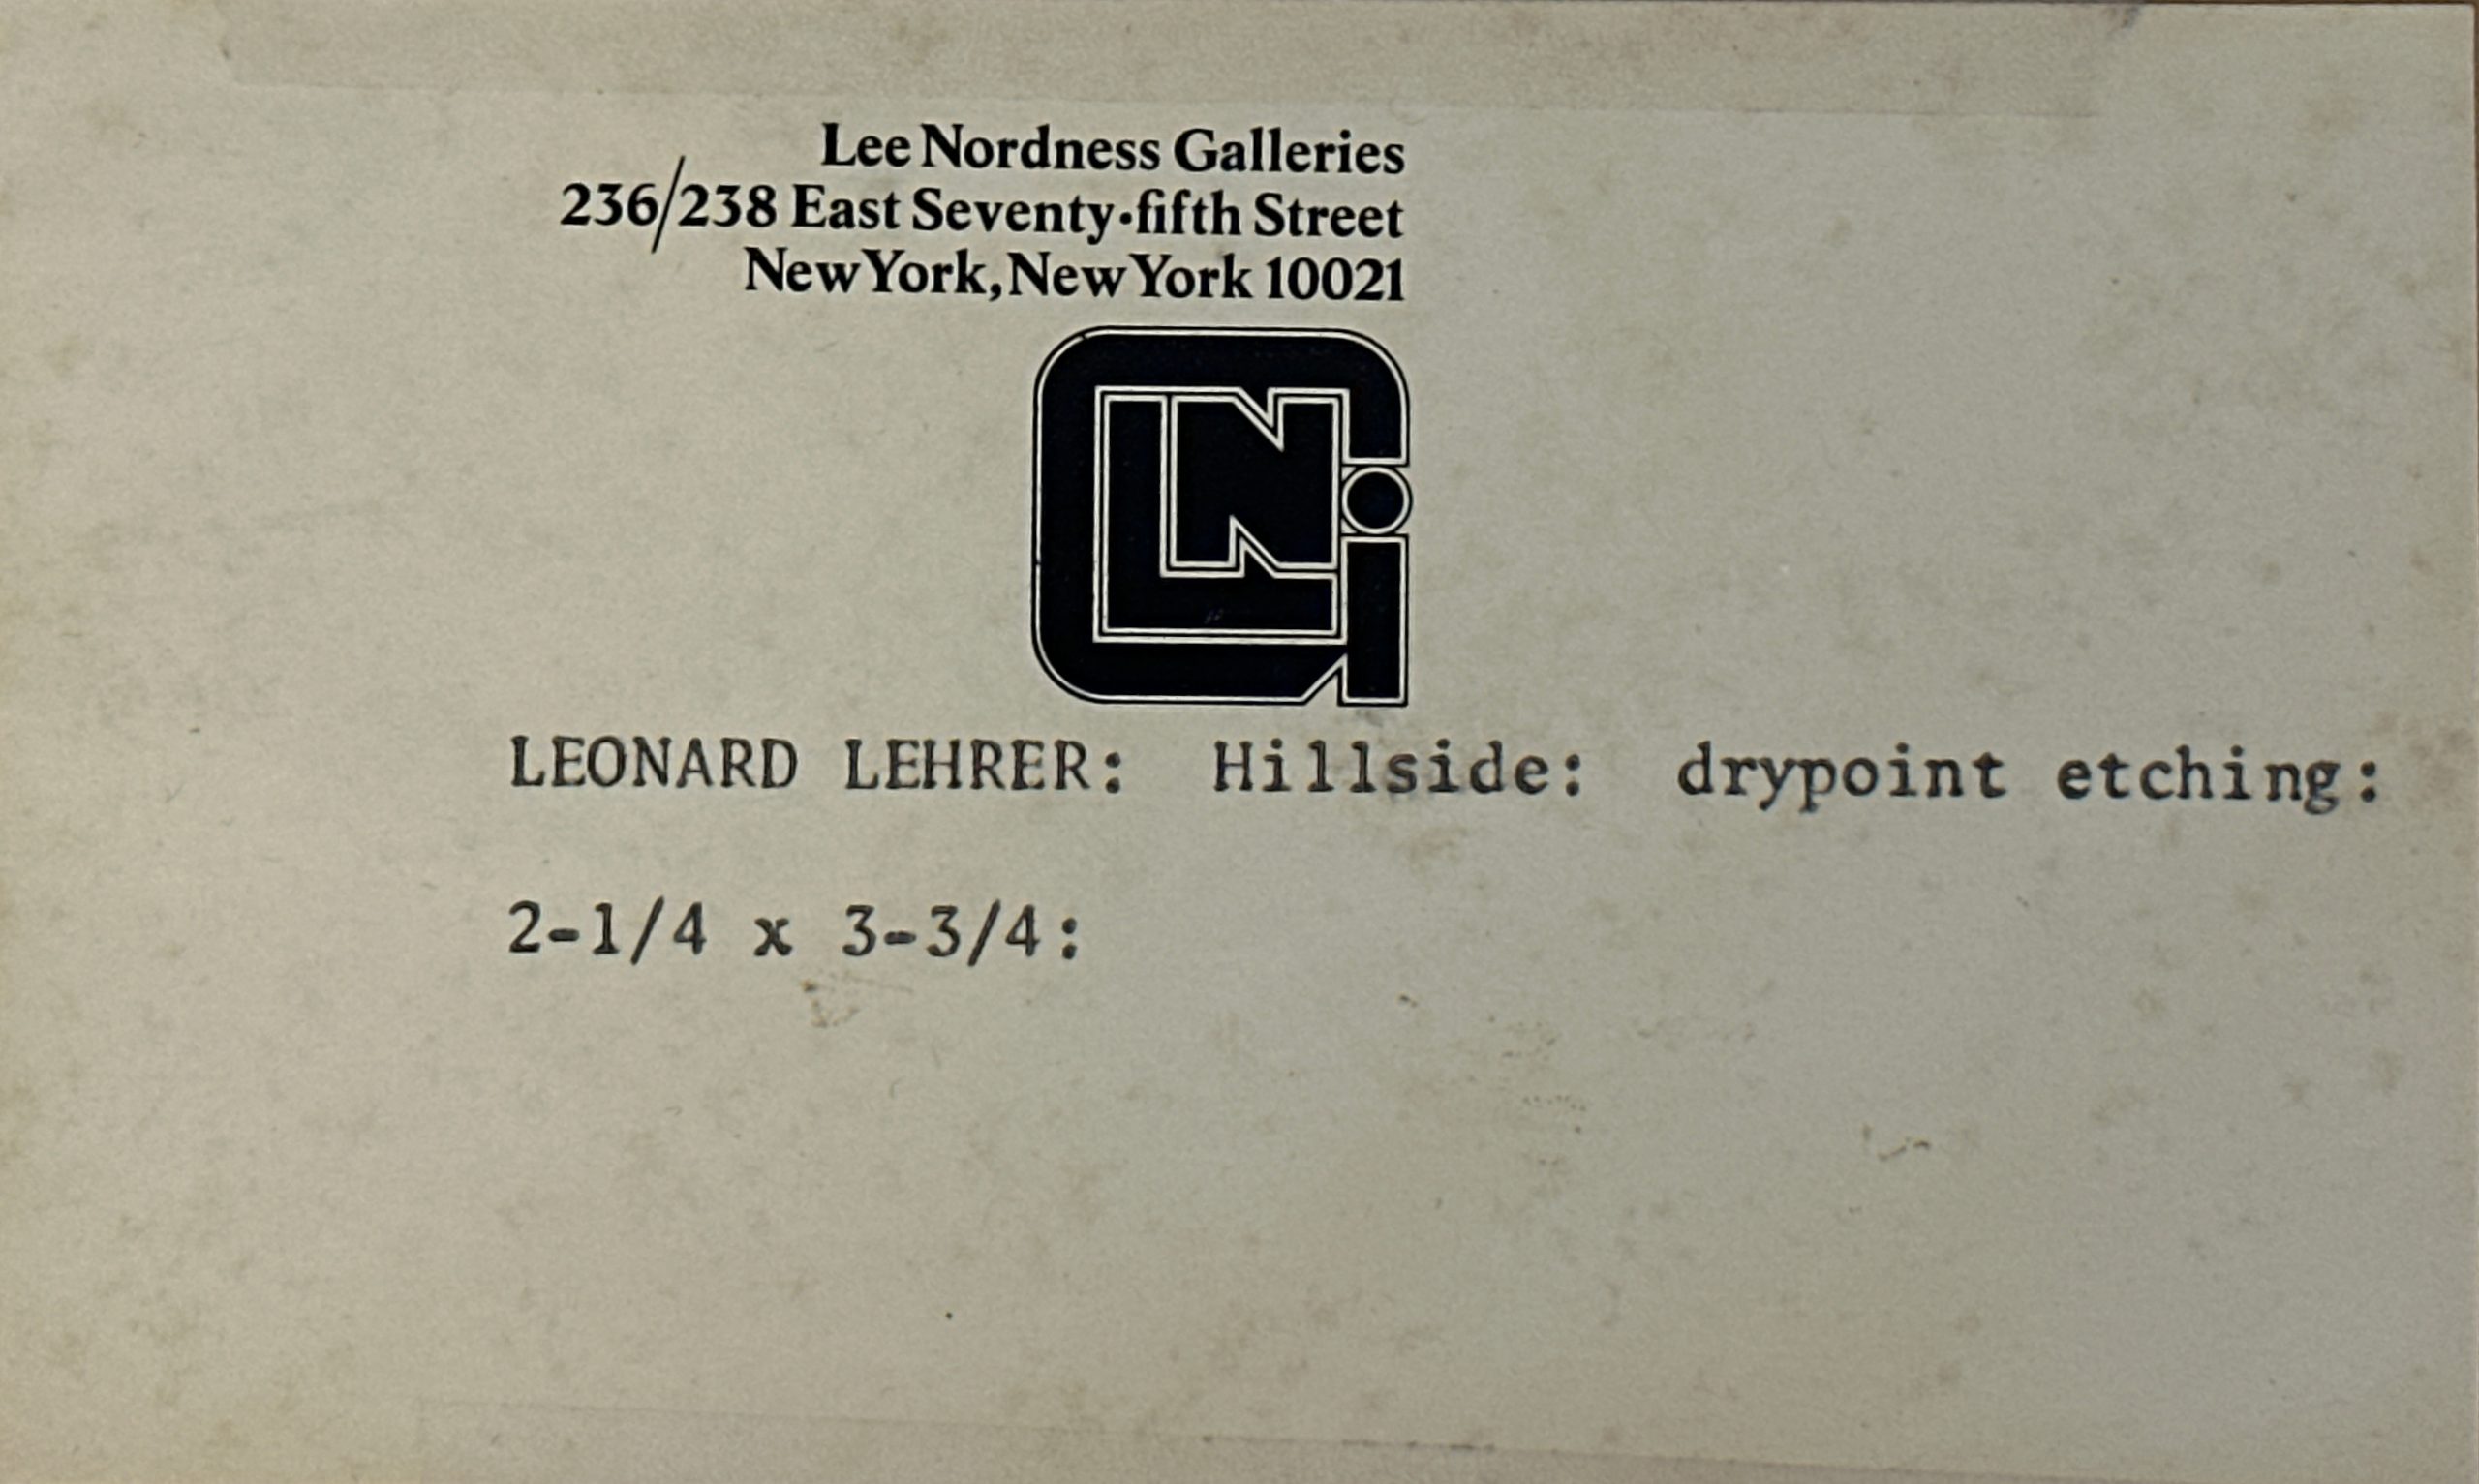 Lee Nordness Galleries
236/238 East Seventy-fifth Street
New York, New York 10021
LNG
LEONARD LEHRER: Hillside: drypoint etching:
2-1/4 x 3-3/4: